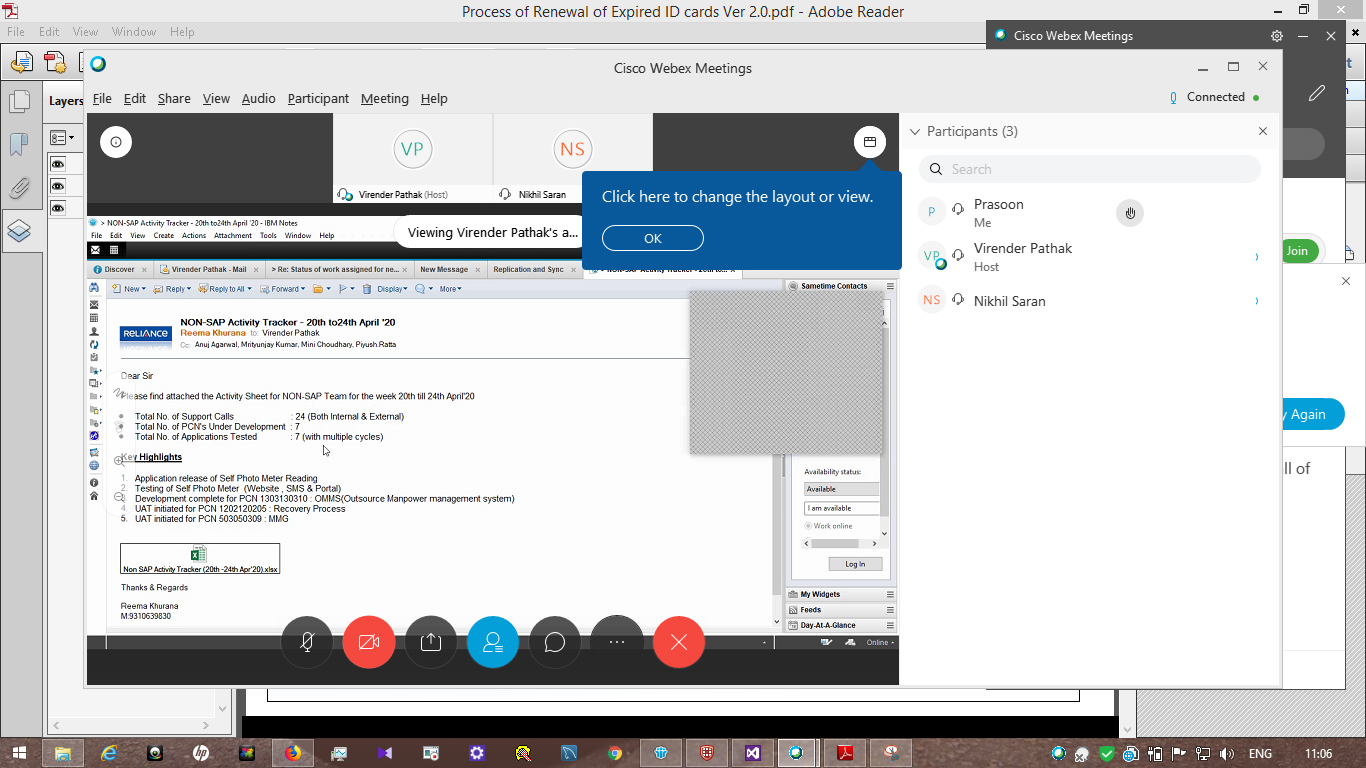 Process of Renewal of Expired ID cards Ver 2.0.pdf - Adobe Reader
File Edit View Window Help
Cisco Webex Meetings
Layers
Cisco Webex Meetings
File Edit Share View Audio Participant Meeting Help
Connected
VP
NS
Virender Pathak (Host)
Nikhil Saran
Click here to change the layout or view.
OK
Viewing Virender Pathak's a...
> NON-SAP Activity Tracker - 20th to24th April '20 - IBM Notes
File Edit View Create Actions Attachment Tools Window Help
Discover
Virender Pathak - Mail
> Re: Status of work assigned for ne...
New Message
Replication and Sync
> NON-SAP Activity Tracker - 20th to...
New Reply Reply to All Forward Display More
Sametime Contacts
NON-SAP Activity Tracker - 20th to24th April '20
RELIANCE
Reema Khurana to: Virender Pathak
Cc: Anuj Agarwal, Mrityunjay Kumar, Mini Choudhary, Piyush.Ratta
Dear Sir
Please find attached the Activity Sheet for NON-SAP Team for the week 20th till 24th April'20
Total No. of Support Calls : 24 (Both Internal & External)
Total No. of PCN's Under Development : 7
Total No. of Applications Tested : 7 (with multiple cycles)
Key Highlights
1. Application release of Self Photo Meter Reading
2. Testing of Self Photo Meter (Website , SMS & Portal)
3. Development complete for PCN 1303130310 : OMMS(Outsource Manpower management system)
4. UAT initiated for PCN 1202120205 : Recovery Process
5. UAT initiated for PCN 503050309 : MMG
Non SAP Activity Tracker (20th -24th Apr'20).xlsx
Thanks & Regards
Reema Khurana
M:9310639830
Availability status:
Available
I am available
Work online
Log In
My Widgets
Feeds
Day-At-A-Glance
Online
Participants (3)
Search
P
Prasoon
Me
VP
Virender Pathak
Host
NS
Nikhil Saran
Join
Again
ll of
ENG
11:06